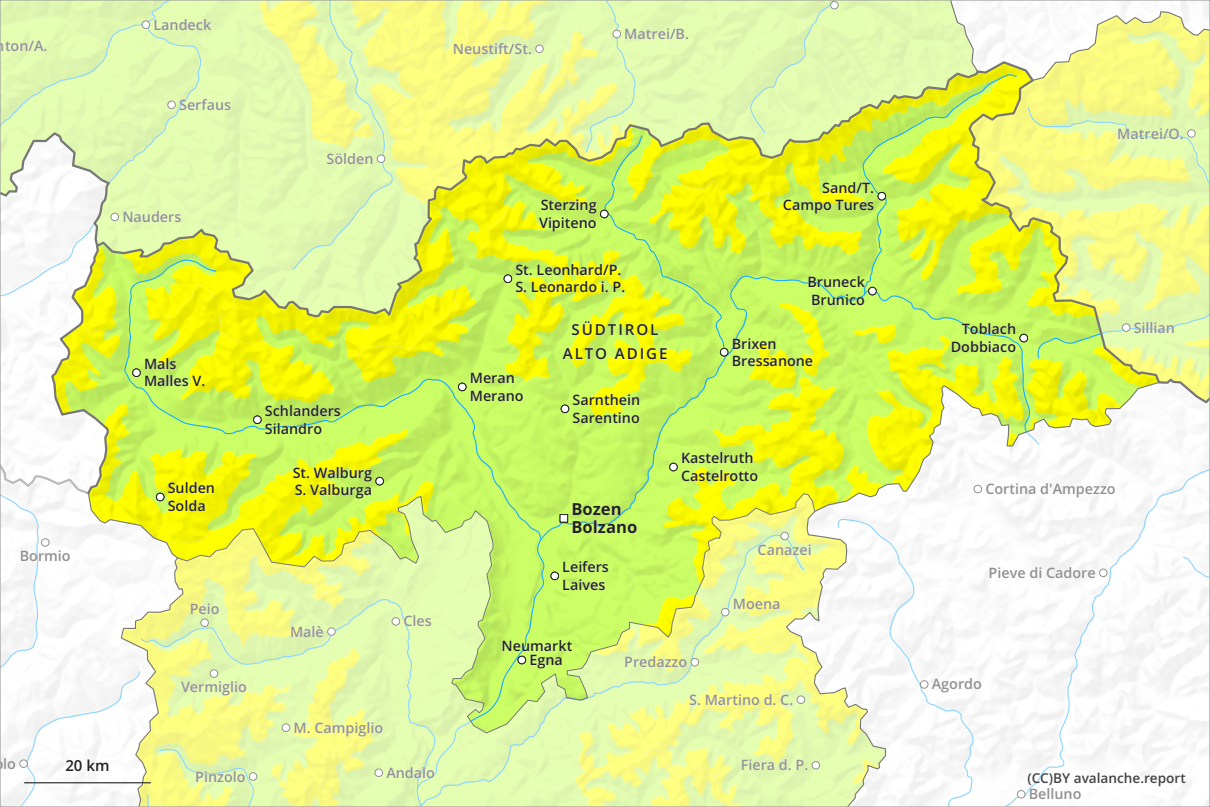 Landeck
nton/A.
Neustift/St.
Matrei/B.
Serfaus
Matrei/O.
Sölden
Nauders
Sterzing
Vipiteno
Sand/T.
Campo Tures
St. Leonhard/P.
S. Leonardo i. P.
Bruneck
Brunico
SÜDTIROL
ALTO ADIGE
Toblach
Dobbiaco
Sillian
Brixen
Bressanone
Mals
Malles V.
Meran
Merano
Sarnthein
Sarentino
Schlanders
Silandro
Kastelruth
Castelrotto
St. Walburg
S. Valburga
Sulden
Solda
Cortina d'Ampezzo
Bozen
Bolzano
Bormio
Canazei
Leifers
Laives
Pieve di Cadore
Peio
Moena
Malè
Cles
Neumarkt
Egna
Predazzo
Vermiglio
Agordo
S. Martino d. C.
M. Campiglio
olo
20 km
Pinzolo
Andalo
Fiera d. P.
(CC)BY avalanche.report
Belluno